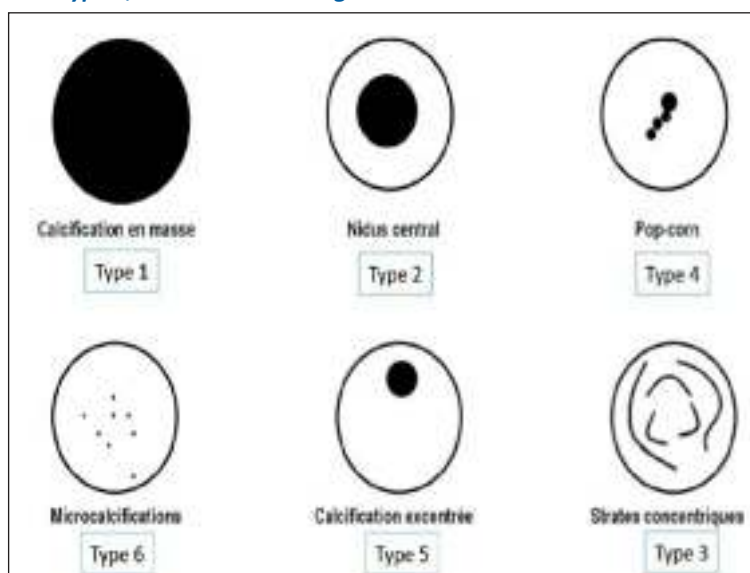 Calcification en masse
Nidus central
Pop-corn
Type 1
Type 2
Type 4
Microcalcifications
Calcification excentrée
Strates concentriques
Type 6
Type 5
Type 3